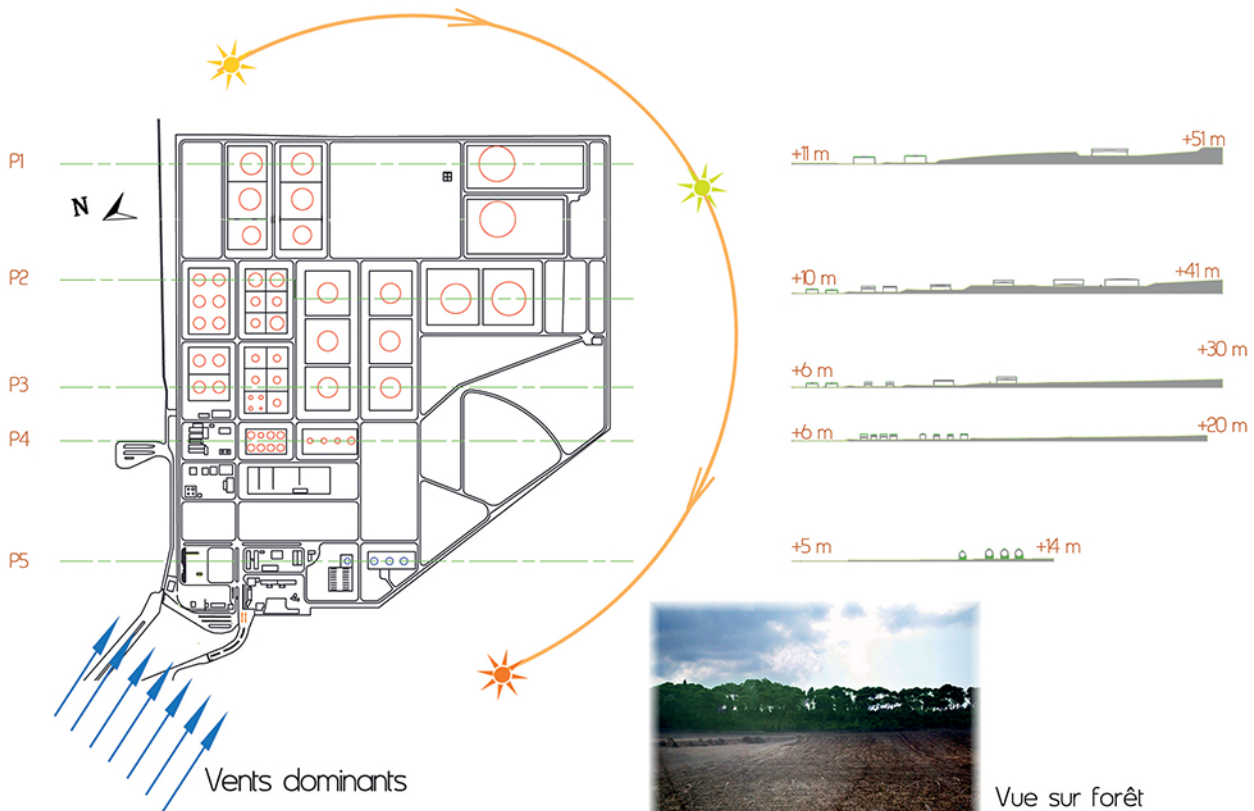 P1
N
P2
P3
P4
P5
+11 m
+51 m
+10 m
+41 m
+30 m
+6 m
+20 m
+6 m
+5 m
+14 m
Vents dominants
Vue sur forêt